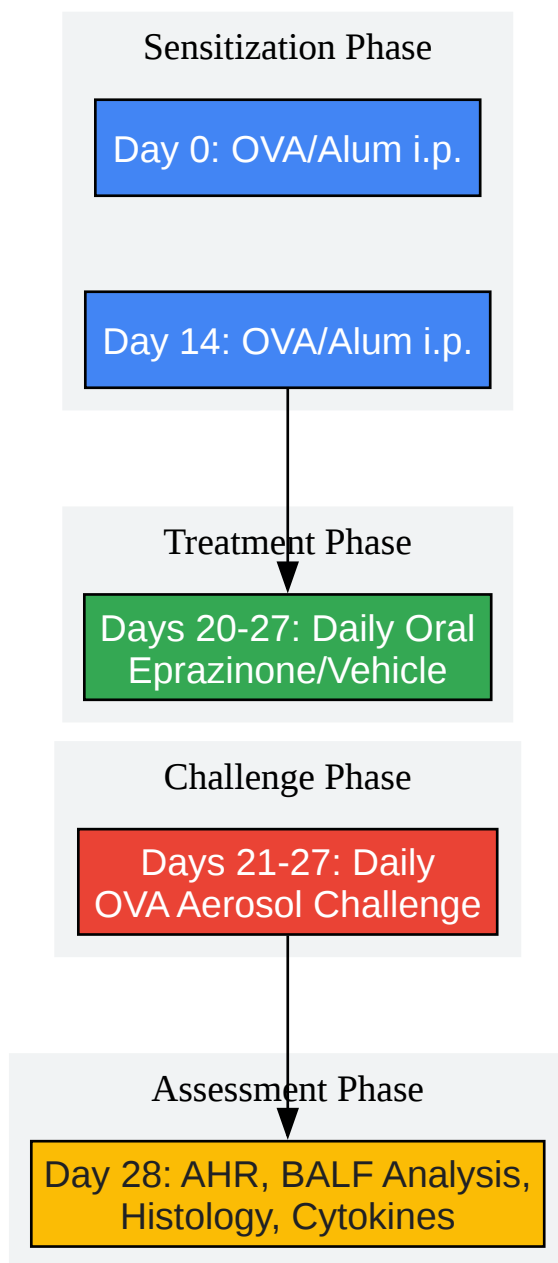 Sensitization Phase
Day 0: OVA/Alum i.p.
Day 14: OVA/Alum i.p.
Treatment Phase
Days 20-27: Daily Oral
Eprazinone/Vehicle
Challenge Phase
Days 21-27: Daily
OVA Aerosol Challenge
Assessment Phase
Day 28: AHR, BALF Analysis,
Histology, Cytokines